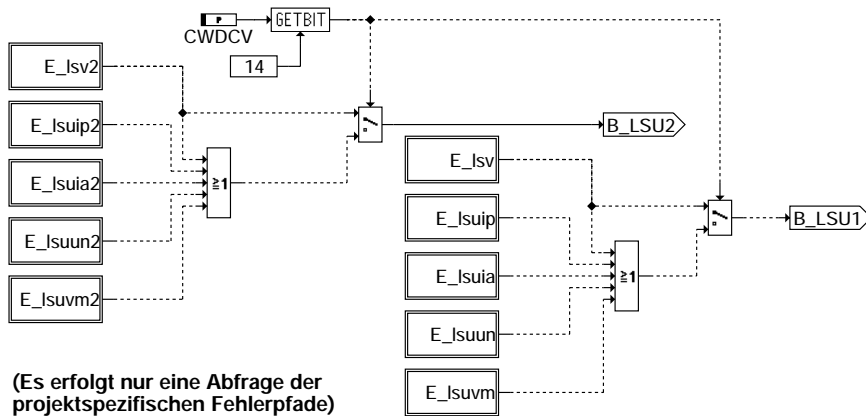 P
GETBIT
CWDCV
14
E_lsv2
E_lsuip2
E_lsuia2
E_lsuun2
E_lsuvm2
≥1
B_LSU2
E_lsv
E_lsuip
E_lsuia
E_lsuun
E_lsuvm
≥1
B_LSU1
(Es erfolgt nur eine Abfrage der
projektspezifischen Fehlerpfade)